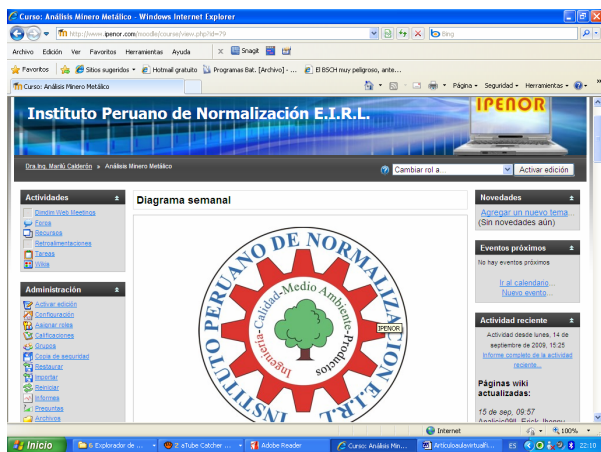 Curso: Análisis Minero Metálico - Windows Internet Explorer
http://www.ipenor.com/moodle/course/view.php?id=79
bing
Archivo Edición Ver Favoritos Herramientas Ayuda
Snagit
Favoritos
Sitios sugeridos
Hotmail gratuito
Programas Bat. [Archivo] - ...
El BSCH muy peligroso, ante...
Curso: Análisis Minero Metálico
Página
Seguridad
Herramientas
Instituto Peruano de Normalización E.I.R.L.
IPENOR
Dra.Ing. Marilú Calderón » Análisis Minero Metálico
Cambiar rol a...
Activar edición
Actividades
Dimdim Web Meetings
Foros
Recursos
Retroalimentaciones
Tareas
Wikis
Administración
Activar edición
Configuración
Asignar roles
Calificaciones
Grupos
Copia de seguridad
Restaurar
Importar
Reiniciar
Informes
Preguntas
Archivos
Diagrama semanal
INSTITUTO PERUANO DE NORMALIZACIÓN E.I.R.L.
Ingeniería-Calidad-Medio Ambiente-Productos
IPENOR
Novedades
Agregar un nuevo tema...
(Sin novedades aún)
Eventos próximos
No hay eventos próximos
Ir al calendario...
Nuevo evento...
Actividad reciente
Actividad desde lunes, 14 de
septiembre de 2009, 15:25
Informe completo de la actividad
reciente...
Páginas wiki
actualizadas:
15 de sep, 09:57
Internet
100%
Inicio
6 Explorador de ...
2 aTube Catcher ...
Adobe Reader
Curso: Análisis Min...
Articuloaulavirtualfi...
ES
22:10